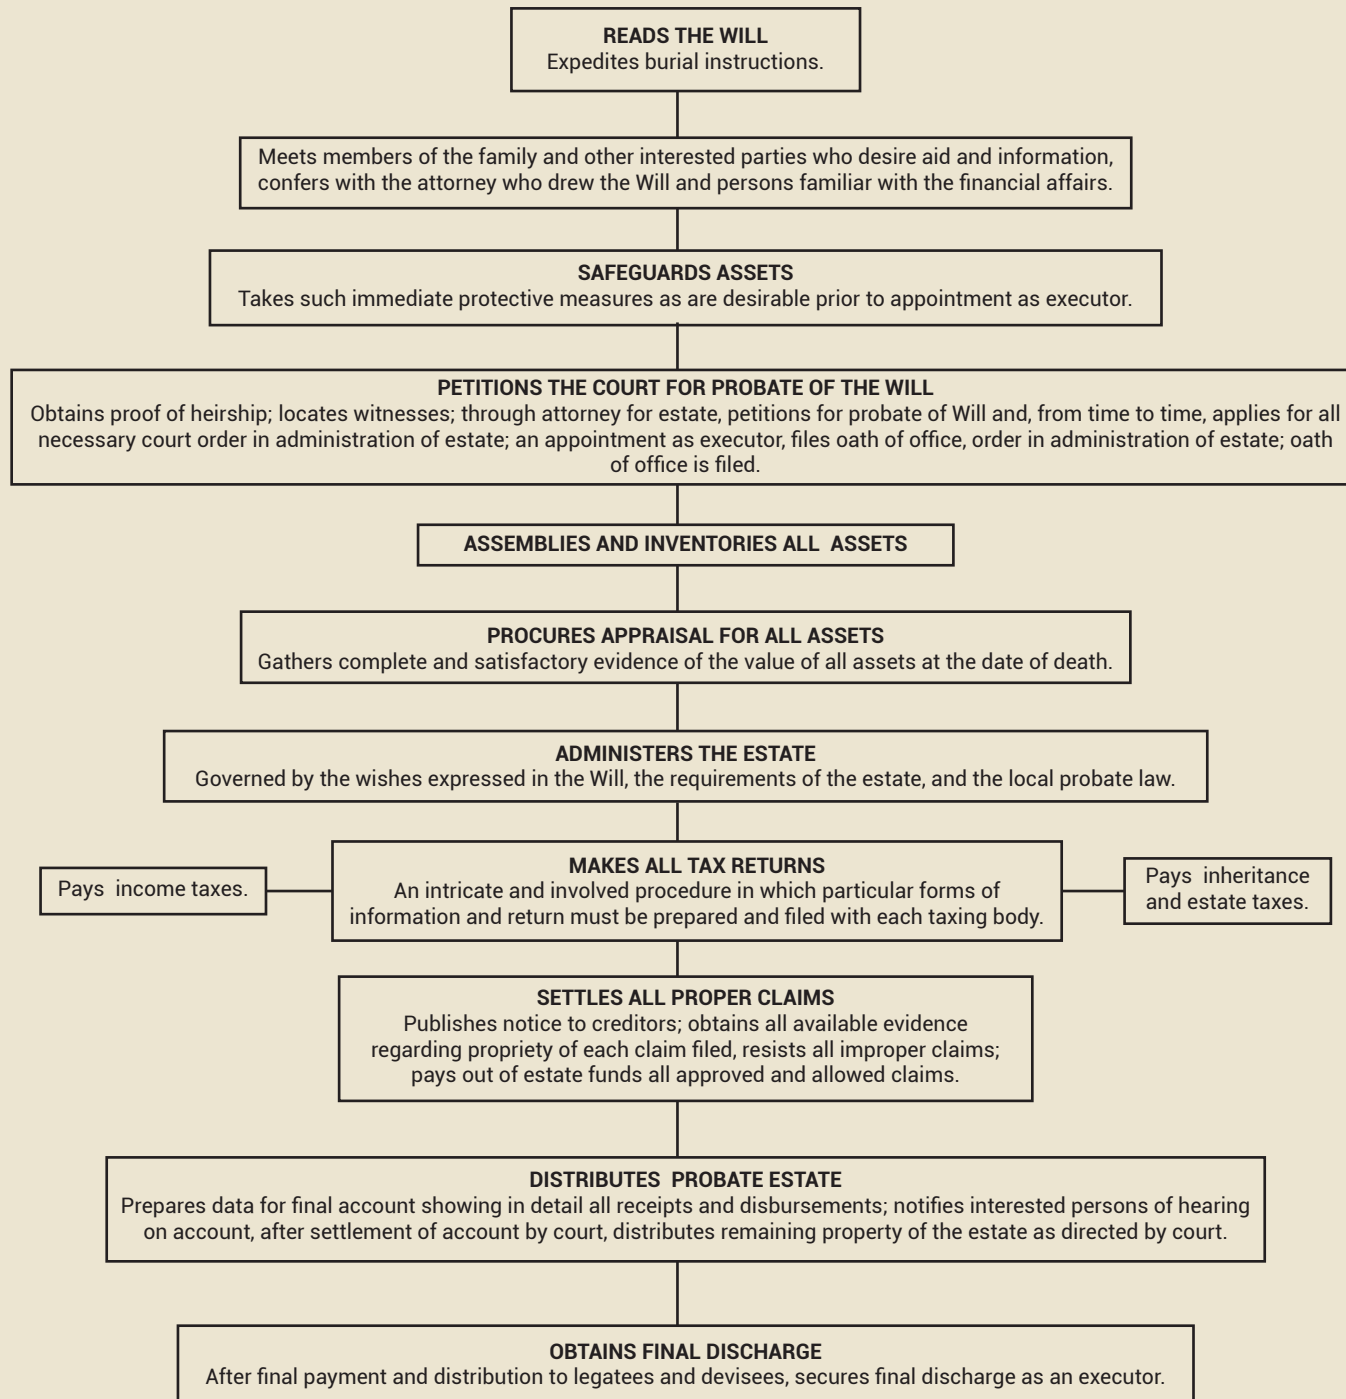 READS THE WILL
Expedites burial instructions.
Meets members of the family and other interested parties who desire aid and information,
confers with the attorney who drew the Will and persons familiar with the financial affairs.
SAFEGUARDS ASSETS
Takes such immediate protective measures as are desirable prior to appointment as executor.
PETITIONS THE COURT FOR PROBATE OF THE WILL
Obtains proof of heirship; locates witnesses; through attorney for estate, petitions for probate of Will and, from time to time, applies for all
necessary court order in administration of estate; an appointment as executor, files oath of office, order in administration of estate; oath
of office is filed.
ASSEMBLIES AND INVENTORIES ALL ASSETS
PROCURES APPRAISAL FOR ALL ASSETS
Gathers complete and satisfactory evidence of the value of all assets at the date of death.
ADMINISTERS THE ESTATE
Governed by the wishes expressed in the Will, the requirements of the estate, and the local probate law.
Pays income taxes.
MAKES ALL TAX RETURNS
An intricate and involved procedure in which particular forms of
information and return must be prepared and filed with each taxing body.
Pays inheritance
and estate taxes.
SETTLES ALL PROPER CLAIMS
Publishes notice to creditors; obtains all available evidence
regarding propriety of each claim filed, resists all improper claims;
pays out of estate funds all approved and allowed claims.
DISTRIBUTES PROBATE ESTATE
Prepares data for final account showing in detail all receipts and disbursements; notifies interested persons of hearing
on account, after settlement of account by court, distributes remaining property of the estate as directed by court.
OBTAINS FINAL DISCHARGE
After final payment and distribution to legatees and devisees, secures final discharge as an executor.